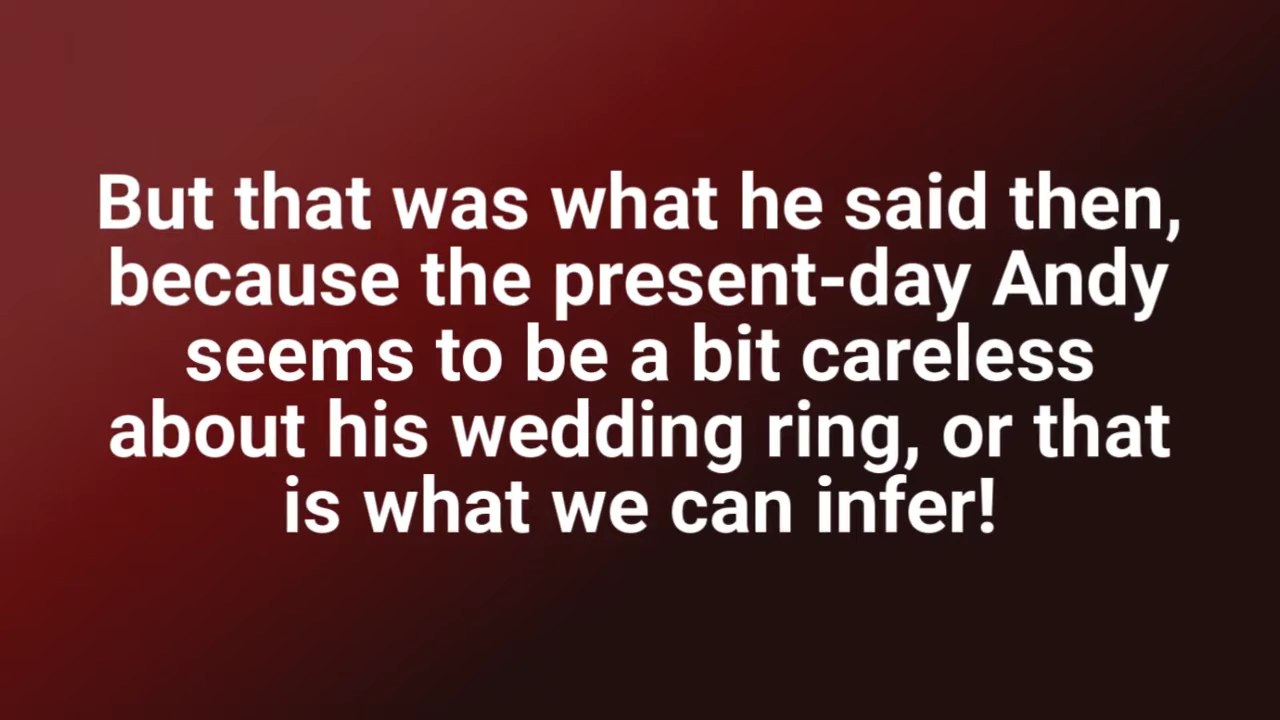 But that was what he said then,
because the present-day Andy
seems to be a bit careless
about his wedding ring, or that
is what we can infer!